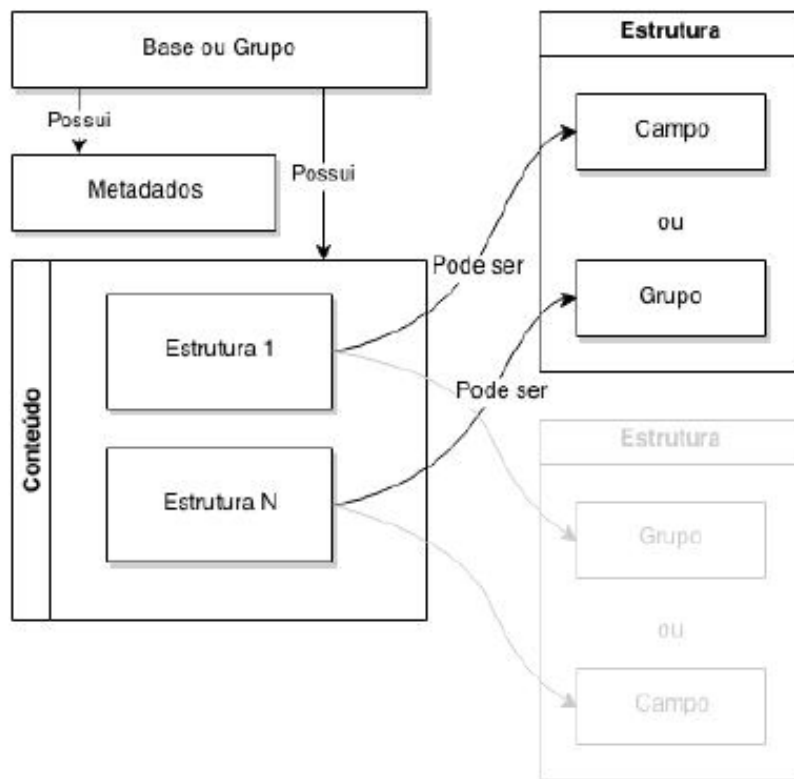 Base ou Grupo
Possui
Metadados
Possui
Conteúdo
Estrutura 1
Estrutura N
Pode ser
Pode ser
Estrutura
Campo
ou
Grupo
Estrutura
Grupo
ou
Campo